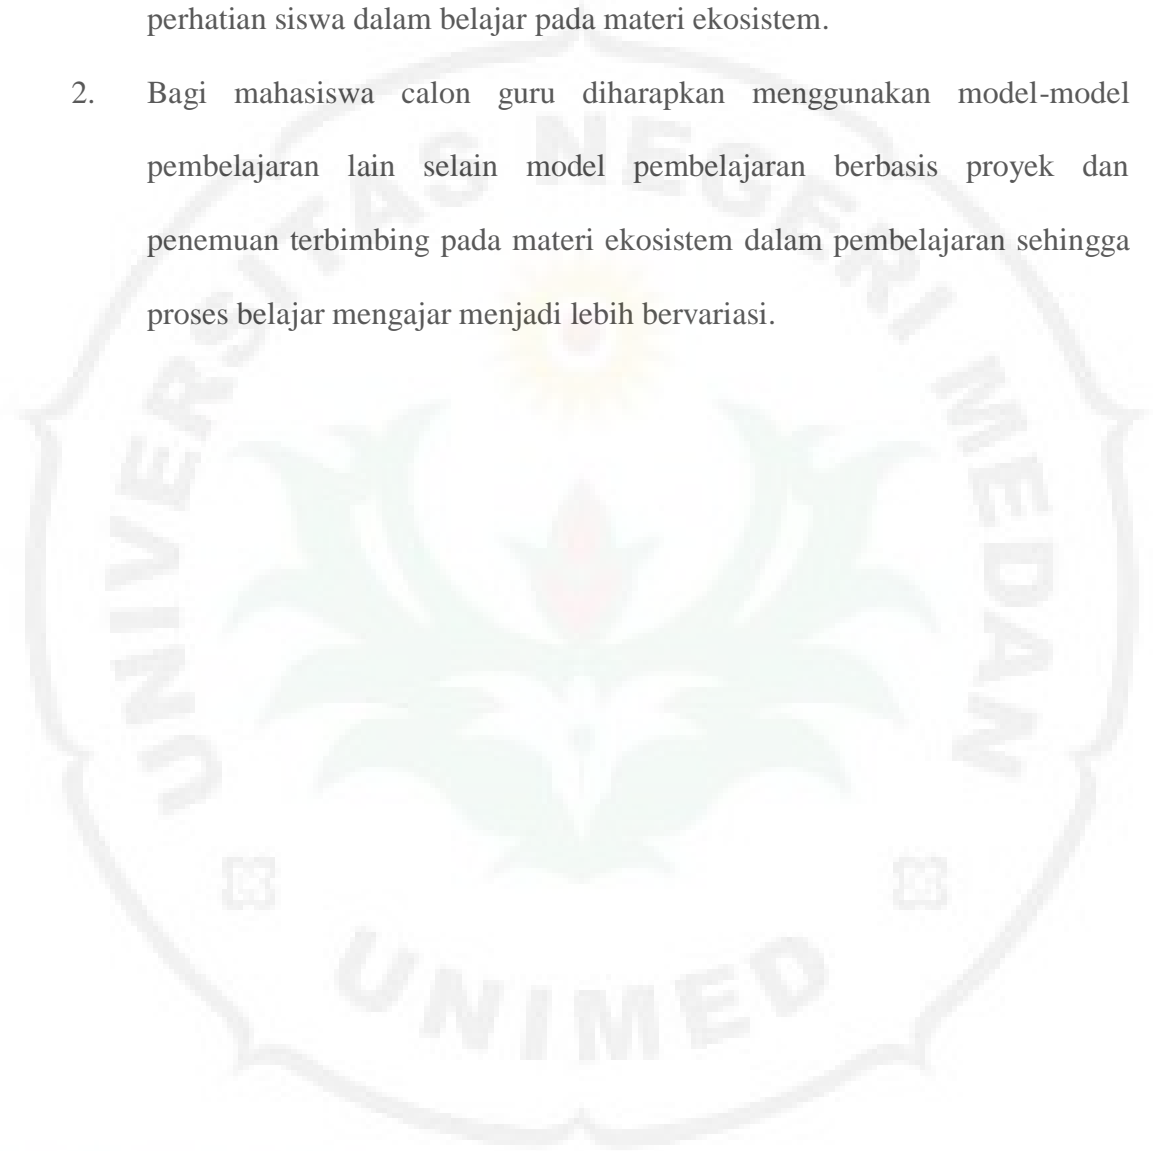 perhatian siswa dalam belajar pada materi ekosistem.
2. Bagi mahasiswa calon guru diharapkan menggunakan model-model
pembelajaran lain selain model pembelajaran berbasis proyek dan
penemuan terbimbing pada materi ekosistem dalam pembelajaran sehingga
proses belajar mengajar menjadi lebih bervariasi.
UNIVERSITAS NEGERI MEDAN
UNIMED